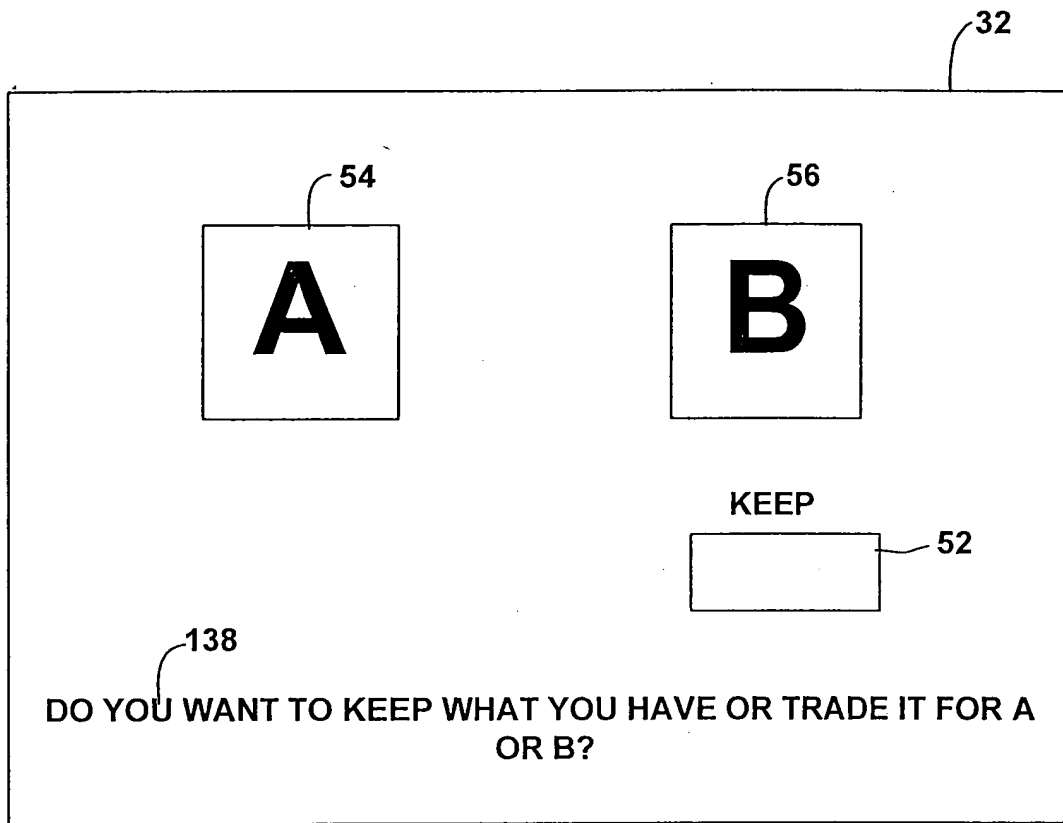 32
54
56
A
B
KEEP
52
138
DO YOU WANT TO KEEP WHAT YOU HAVE OR TRADE IT FOR A
OR B?